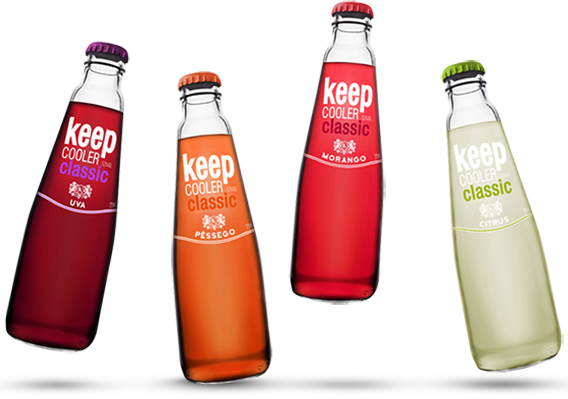 keep
COOLER
classic
UVA
keep
COOLER
classic
PÊSSEGO
keep
COOLER
classic
MORANGO
keep
COOLER
classic
CITRUS